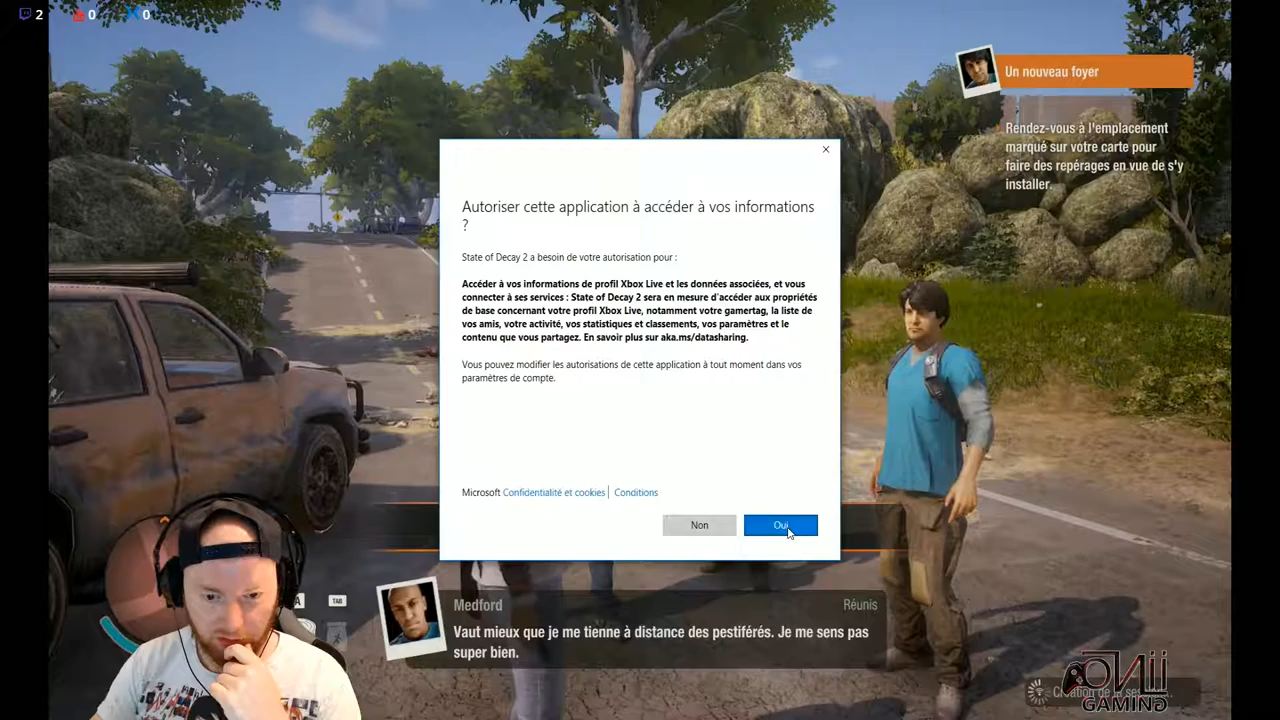 2 0 0
Un nouveau foyer
Rendez-vous à l'emplacement
marqué sur votre carte pour
faire des repérages en vue de s'y
installer.
Autoriser cette application à accéder à vos informations
?
State of Decay 2 a besoin de votre autorisation pour :
Accéder à vos informations de profil Xbox Live et les données associées, et vous
connecter à ses services : State of Decay 2 sera en mesure d'accéder aux propriétés
de base concernant votre profil Xbox Live, notamment votre gamertag, la liste de
vos amis, votre activité, vos statistiques et classements, vos paramètres et le
contenu que vous partagez. En savoir plus sur aka.ms/datasharing.
Vous pouvez modifier les autorisations de cette application à tout moment dans vos
paramètres de compte.
Microsoft Confidentialité et cookies | Conditions
Non Oui
A TAB
Medford Réunis
Vaut mieux que je me tienne à distance des pestiférés. Je me sens pas
super bien.
Création de la
GAMING